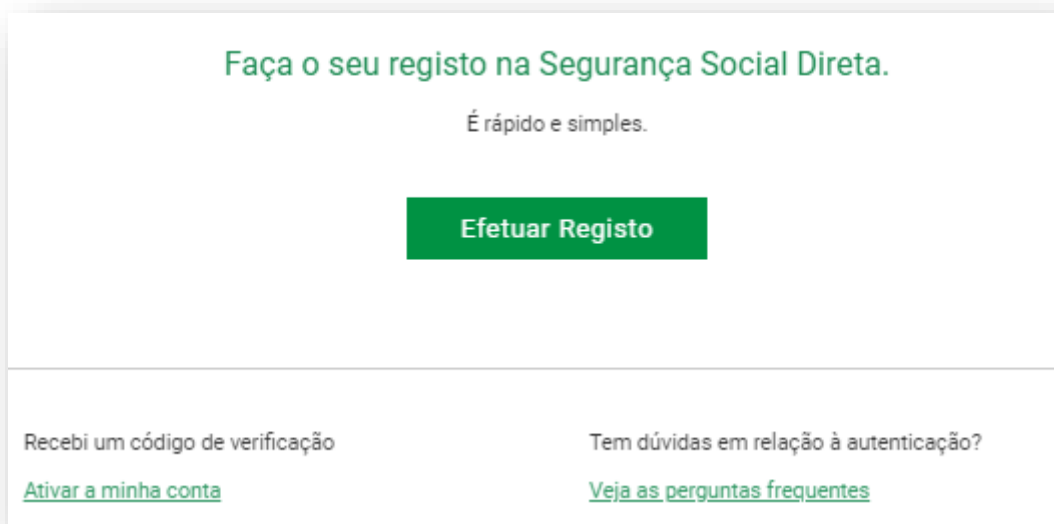 Faça o seu registo na Segurança Social Direta.
É rápido e simples.
Efetuar Registo
Recebi um código de verificação
Ativar a minha conta
Tem dúvidas em relação à autenticação?
Veja as perguntas frequentes